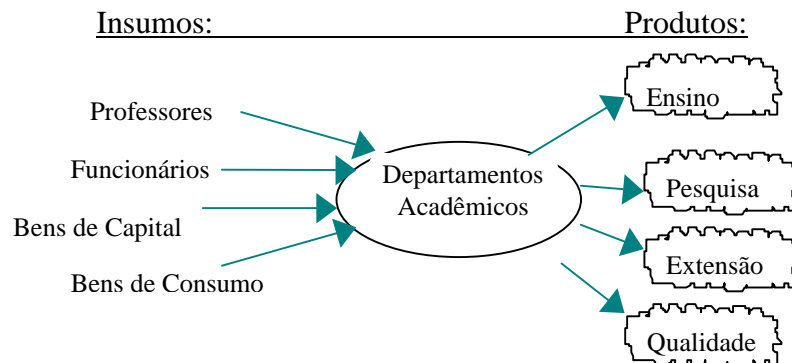 Insumos: Produtos:
Professores
Funcionários
Bens de Capital
Bens de Consumo
Departamentos
Acadêmicos
Ensino
Pesquisa
Extensão
Qualidade